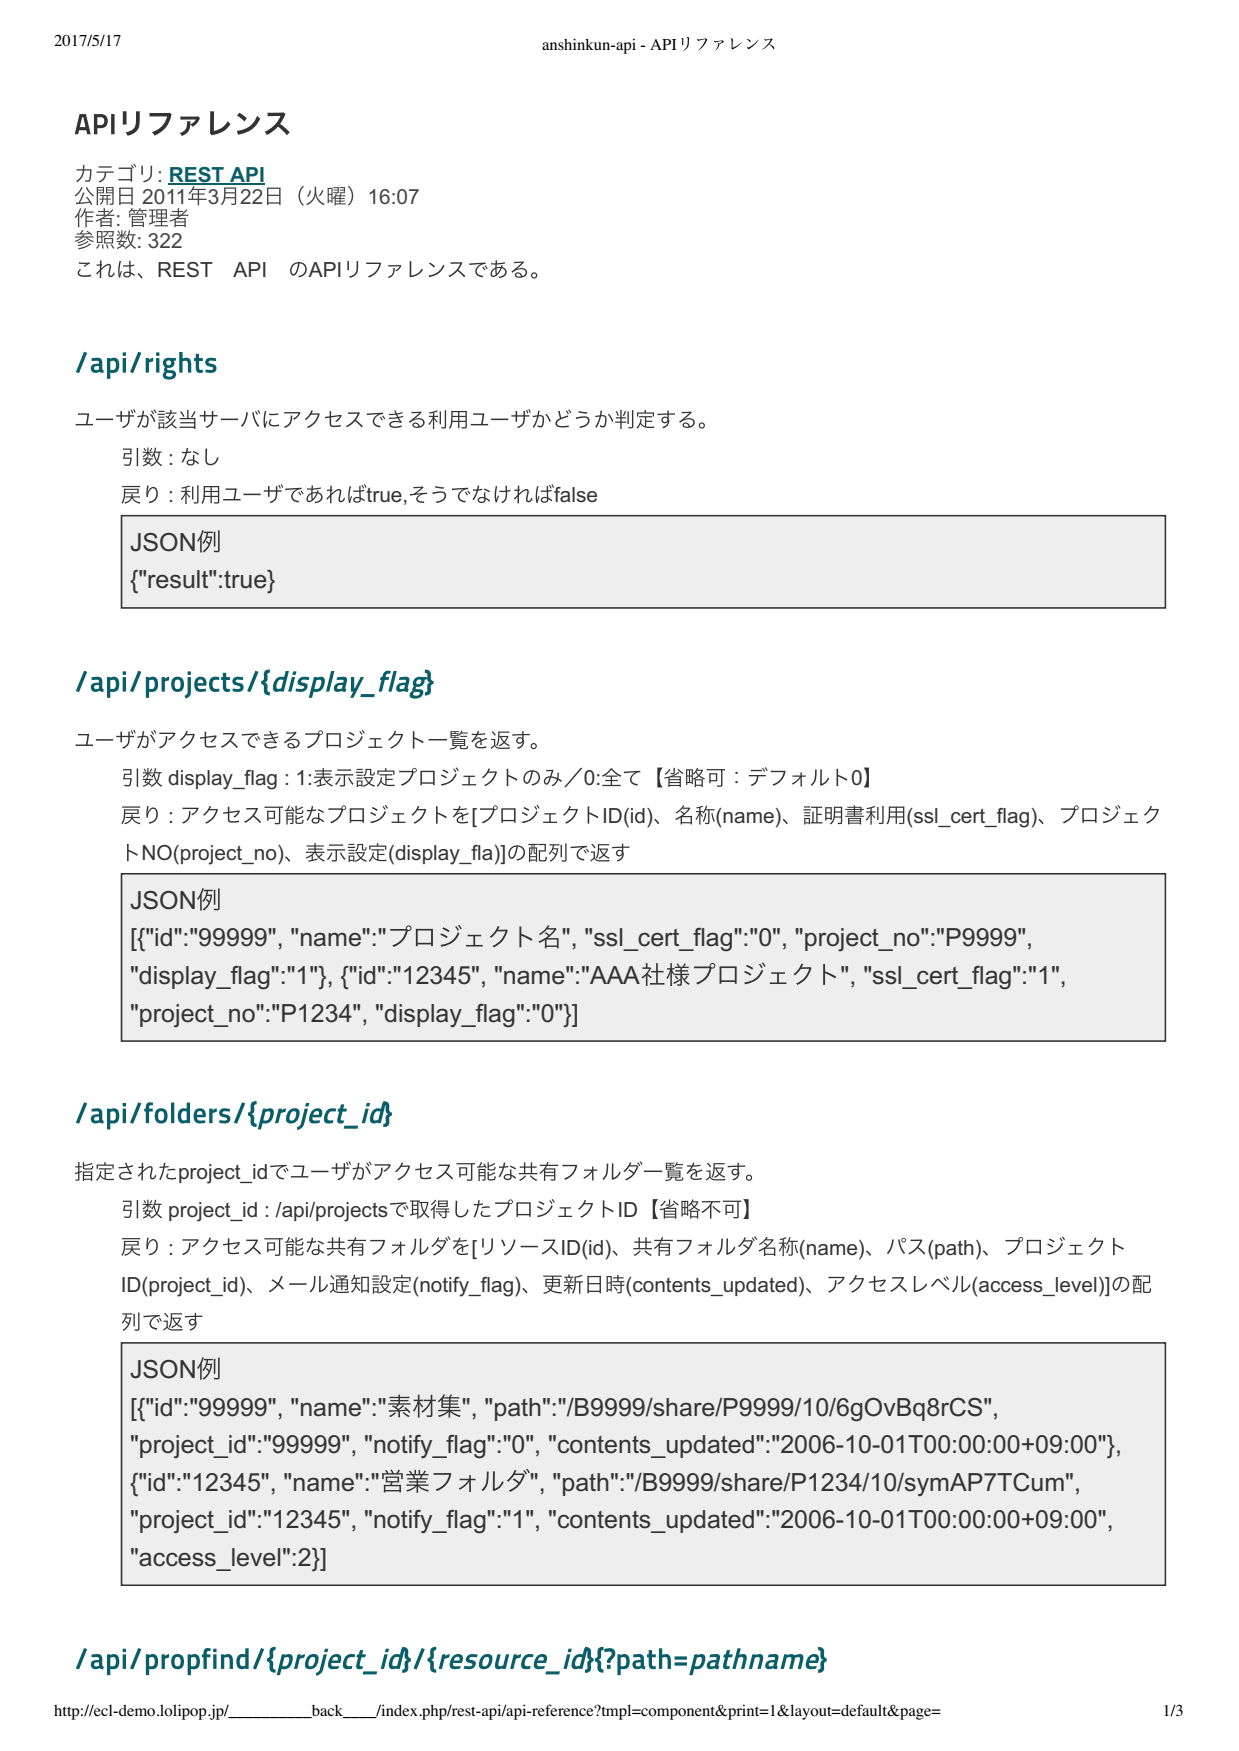 2017/5/17
anshinkun-api - APIリファレンス
APIリファレンス
カテゴリ: REST API
公開日 2011年3月22日（火曜）16:07
作者: 管理者
参照数: 322
これは、REST　API　のAPIリファレンスである。
/api/rights
ユーザが該当サーバにアクセスできる利用ユーザかどうか判定する。
引数 : なし
戻り : 利用ユーザであればtrue,そうでなければfalse
JSON例
{"result":true}
/api/projects/{display_flag}
ユーザがアクセスできるプロジェクト一覧を返す。
引数 display_flag : 1:表示設定プロジェクトのみ／0:全て【省略可：デフォルト0】
戻り : アクセス可能なプロジェクトを[プロジェクトID(id)、名称(name)、証明書利用(ssl_cert_flag)、プロジェク
トNO(project_no)、表示設定(display_fla)]の配列で返す
JSON例
[{"id":"99999", "name":"プロジェクト名", "ssl_cert_flag":"0", "project_no":"P9999",
"display_flag":"1"}, {"id":"12345", "name":"AAA社様プロジェクト", "ssl_cert_flag":"1",
"project_no":"P1234", "display_flag":"0"}]
/api/folders/{project_id}
指定されたproject_idでユーザがアクセス可能な共有フォルダ一覧を返す。
引数 project_id : /api/projectsで取得したプロジェクトID【省略不可】
戻り : アクセス可能な共有フォルダを[リソースID(id)、共有フォルダ名称(name)、パス(path)、プロジェクト
ID(project_id)、メール通知設定(notify_flag)、更新日時(contents_updated)、アクセスレベル(access_level)]の配
列で返す
JSON例
[{"id":"99999", "name":"素材集", "path":"/B9999/share/P9999/10/6gOvBq8rCS",
"project_id":"99999", "notify_flag":"0", "contents_updated":"2006-10-01T00:00:00+09:00"},
{"id":"12345", "name":"営業フォルダ", "path":"/B9999/share/P1234/10/symAP7TCum",
"project_id":"12345", "notify_flag":"1", "contents_updated":"2006-10-01T00:00:00+09:00",
"access_level":2}]
/api/propfind/{project_id}/{resource_id}{?path=pathname}
http://ecl-demo.lolipop.jp/__________back____/index.php/rest-api/api-reference?tmpl=component&print=1&layout=default&page=
1/3